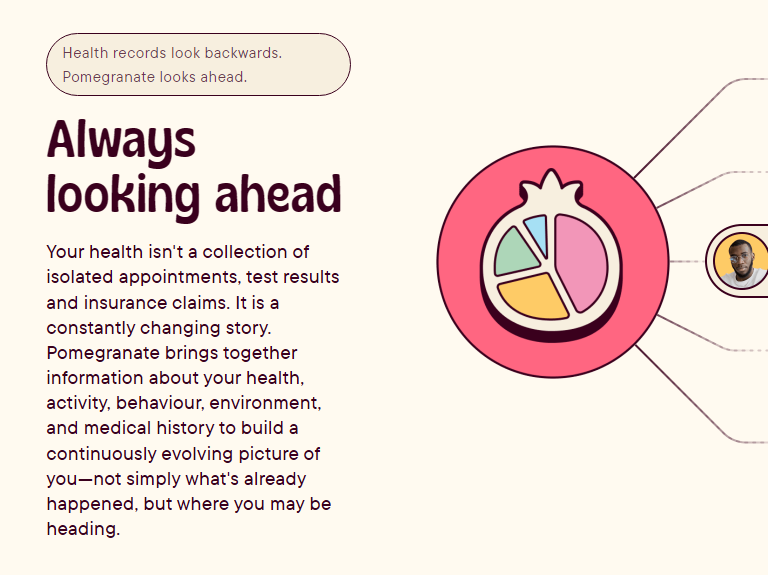 Health records look backwards.
Pomegranate looks ahead.
Always
looking ahead
Your health isn't a collection of
isolated appointments, test results
and insurance claims. It is a
constantly changing story.
Pomegranate brings together
information about your health,
activity, behaviour, environment,
and medical history to build a
continuously evolving picture of
you—not simply what's already
happened, but where you may be
heading.